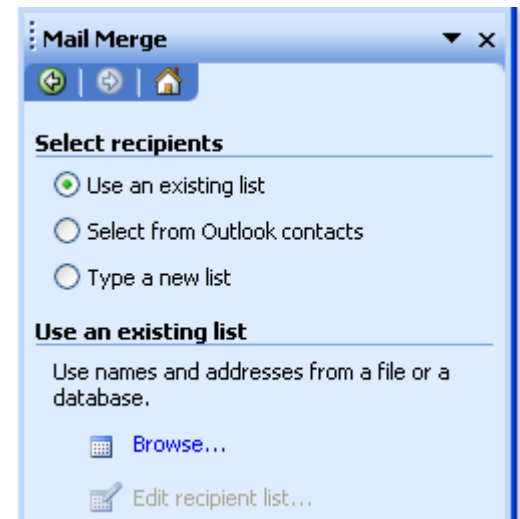 Mail Merge
Select recipients
Use an existing list
Select from Outlook contacts
Type a new list
Use an existing list
Use names and addresses from a file or a
database.
Browse...
Edit recipient list...